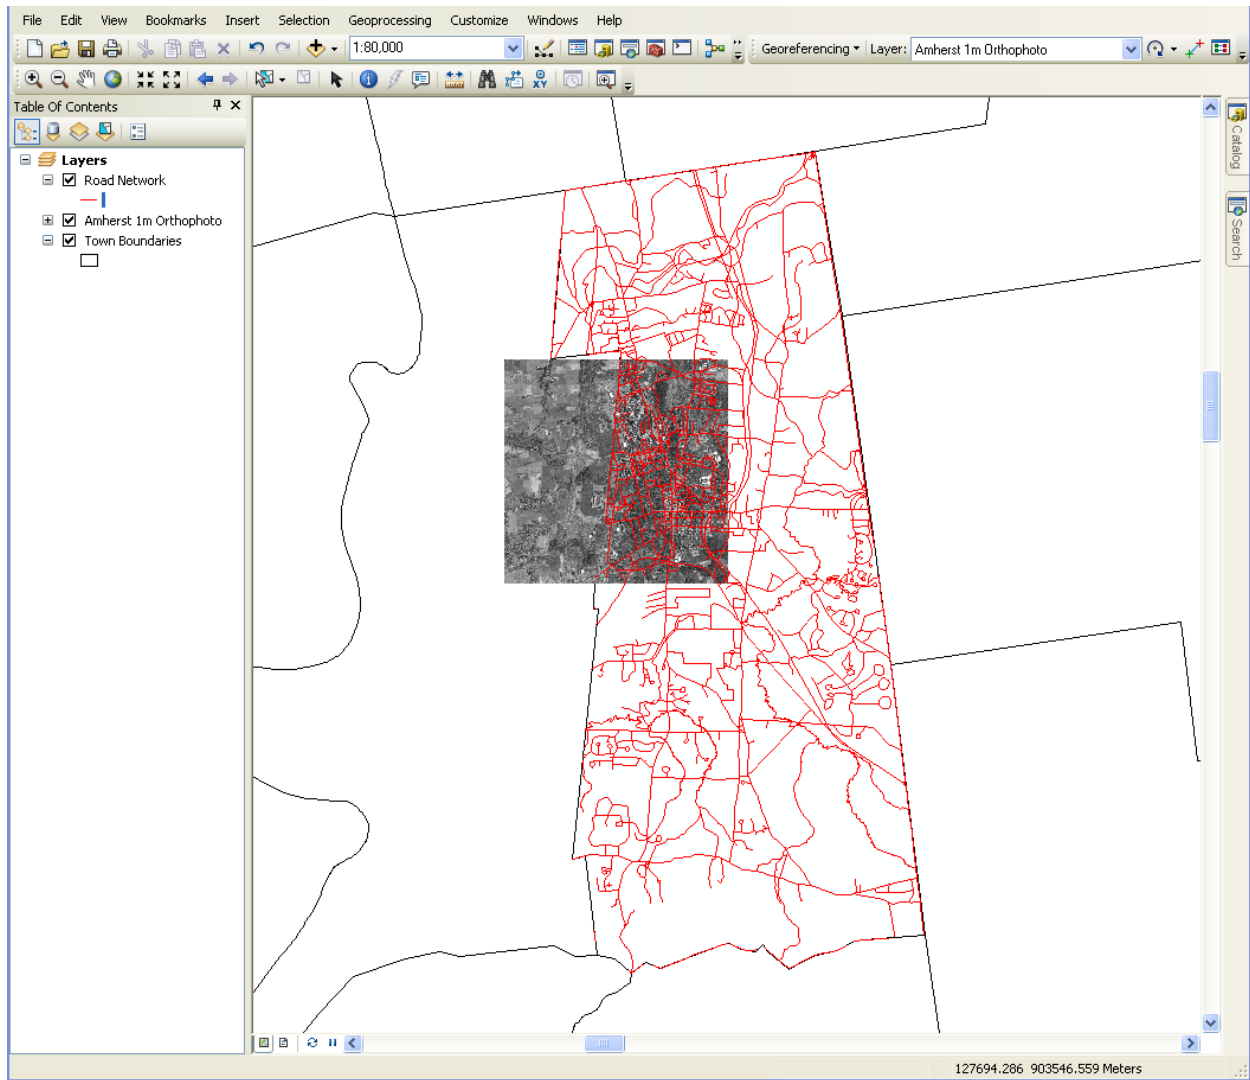 File Edit View Bookmarks Insert Selection Geoprocessing Customize Windows Help
1:80,000 Georeferencing Layer: Amherst 1m Orthophoto
Table Of Contents
Layers
Road Network
Amherst 1m Orthophoto
Town Boundaries
Catalog
Search
127694.286 903546.559 Meters